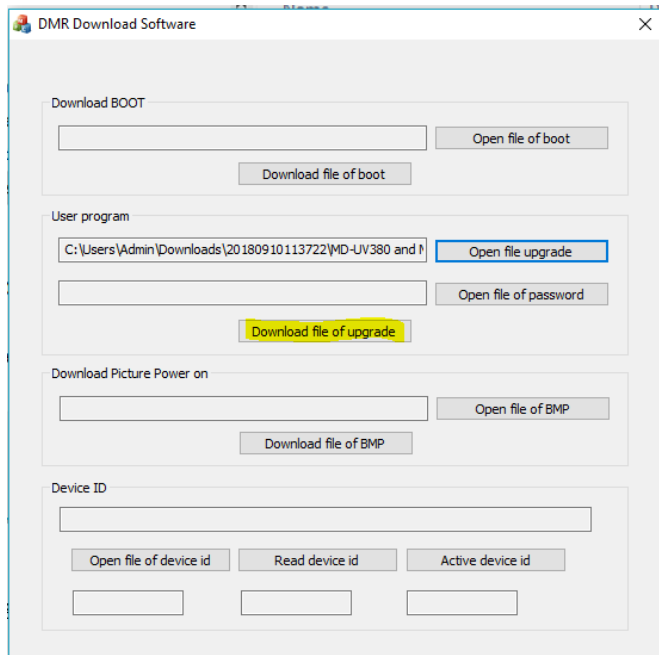 DMR Download Software
Download BOOT
Open file of boot
Download file of boot
User program
C:\Users\Admin\Downloads\20180910113722\MD-UV380 and
Open file upgrade
Open file of password
Download file of upgrade
Download Picture Power on
Open file of BMP
Download file of BMP
Device ID
Open file of device id Read device id Active device id